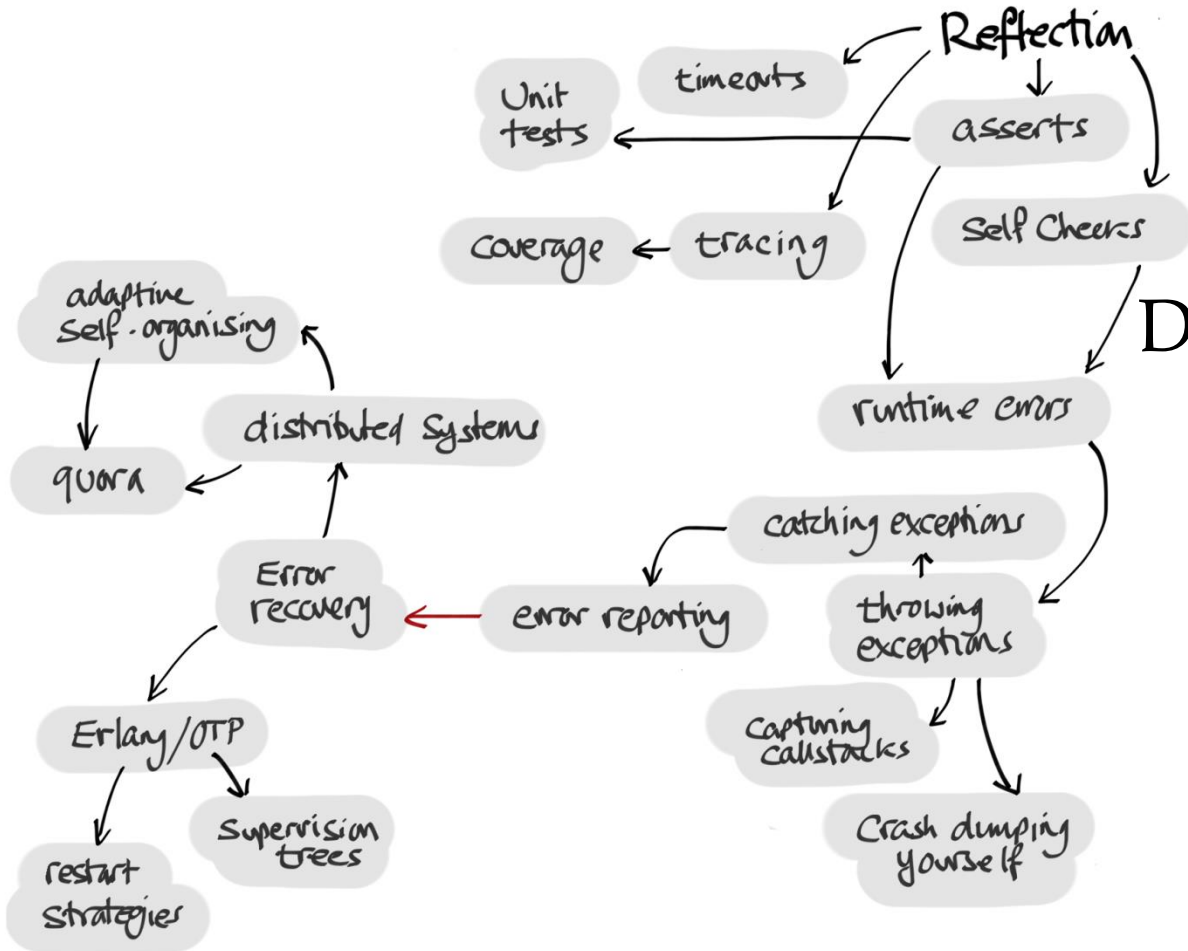 Reflection
timeouts
Unit
tests
asserts
Self Checks
coverage
tracing
adaptive
self-organising
D
runtime errors
distributed systems
quora
catching exceptions
Error
recovery
error reporting
throwing
exceptions
Capturing
callstacks
Erlang/OTP
Supervision
trees
Crash dumping
yourself
restart
strategies